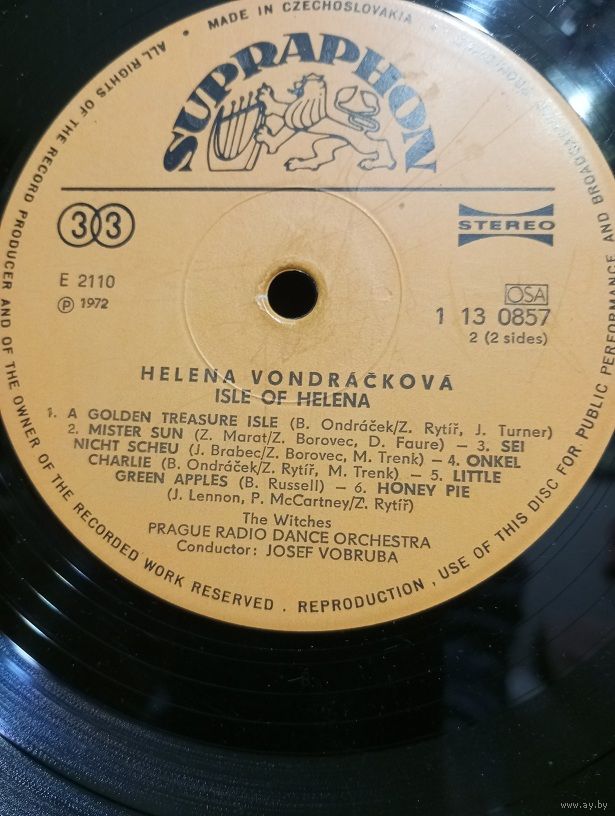 MADE IN CZECHOSLOVAKIA
SUPRAPHON
33
STEREO
E 2110
Ⓟ 1972
OSA
1 13 0857
2 (2 sides)
HELENA VONDRÁČKOVÁ
ISLE OF HELENA
1. A GOLDEN TREASURE ISLE (B. Ondráček/Z. Rytíř, J. Turner)
2. MISTER SUN (Z. Marat/Z. Borovec, D. Faure) – 3. SEI
NICHT SCHEU (J. Brabec/Z. Borovec, M. Trenk) – 4. ONKEL
CHARLIE (B. Ondráček/Z. Rytíř, M. Trenk) – 5. LITTLE
GREEN APPLES (B. Russell) – 6. HONEY PIE
(J. Lennon, P. McCartney/Z. Rytíř)
The Witches
PRAGUE RADIO DANCE ORCHESTRA
Conductor: JOSEF VOBRUBA
ALL RIGHTS OF THE RECORD PRODUCER AND OF THE OWNER OF THE RECORDED WORK RESERVED . REPRODUCTION , USE OF THIS DISC FOR PUBLIC PERFORMANCE AND BROADCASTING
www.ay.by